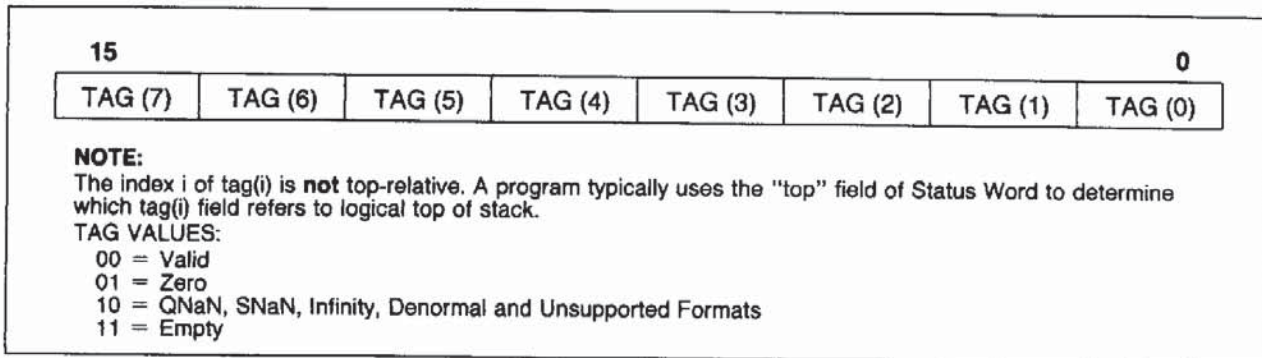 15 0
TAG (7) TAG (6) TAG (5) TAG (4) TAG (3) TAG (2) TAG (1) TAG (0)
NOTE:
The index i of tag(i) is not top-relative. A program typically uses the "top" field of Status Word to determine
which tag(i) field refers to logical top of stack.
TAG VALUES:
00 = Valid
01 = Zero
10 = QNaN, SNaN, Infinity, Denormal and Unsupported Formats
11 = Empty